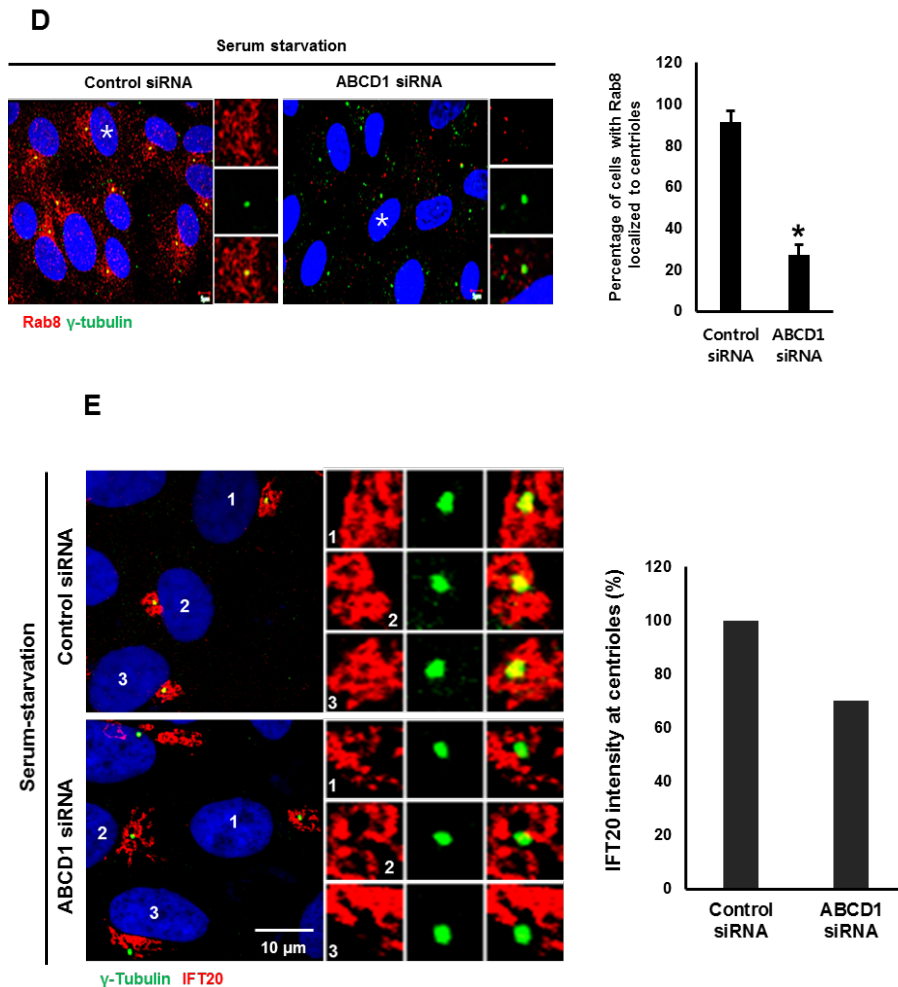 D
Serum starvation
Control siRNA
ABCD1 siRNA
*
*
Rab8 γ-tubulin
Percentage of cells with Rab8
localized to centrioles
120
100
80
60
40
20
0
*
Control
siRNA
ABCD1
siRNA
E
Serum-starvation
Control siRNA
1
2
3
1
2
3
ABCD1 siRNA
1
2
3
10 µm
1
2
3
γ-Tubulin IFT20
IFT20 intensity at centrioles (%)
120
100
80
60
40
20
0
Control
siRNA
ABCD1
siRNA